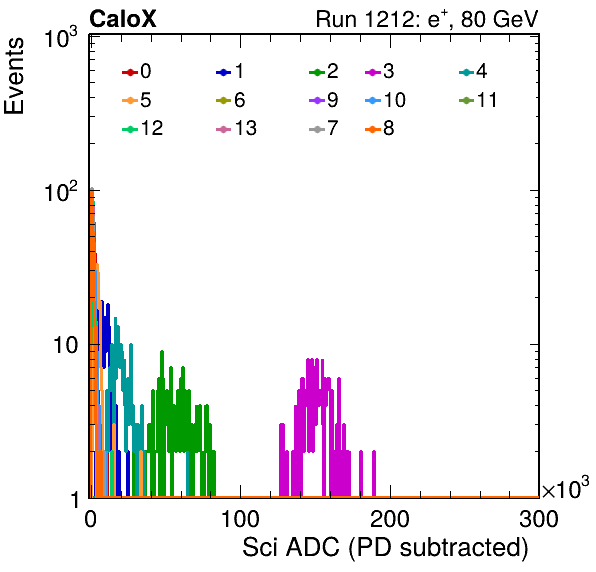 CaloX Run 1212: e⁺, 80 GeV
Events
10³
0 1 2 3 4
5 6 9 10 11
12 13 7 8
10²
10
1
0 100 200 300
×10³
Sci ADC (PD subtracted)